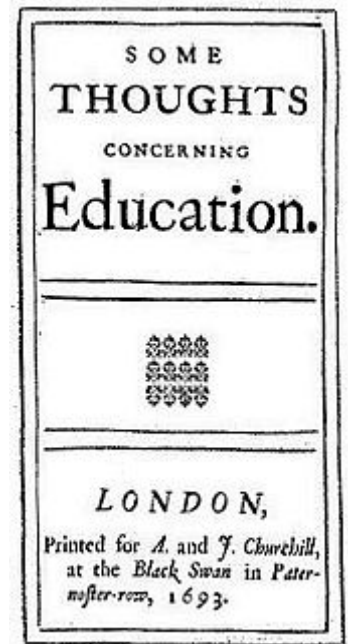 SOME
THOUGHTS
CONCERNING
Education.
LONDON,
Printed for A. and J. Churchill,
at the Black Swan in Pater-
noſter-row, 1693.